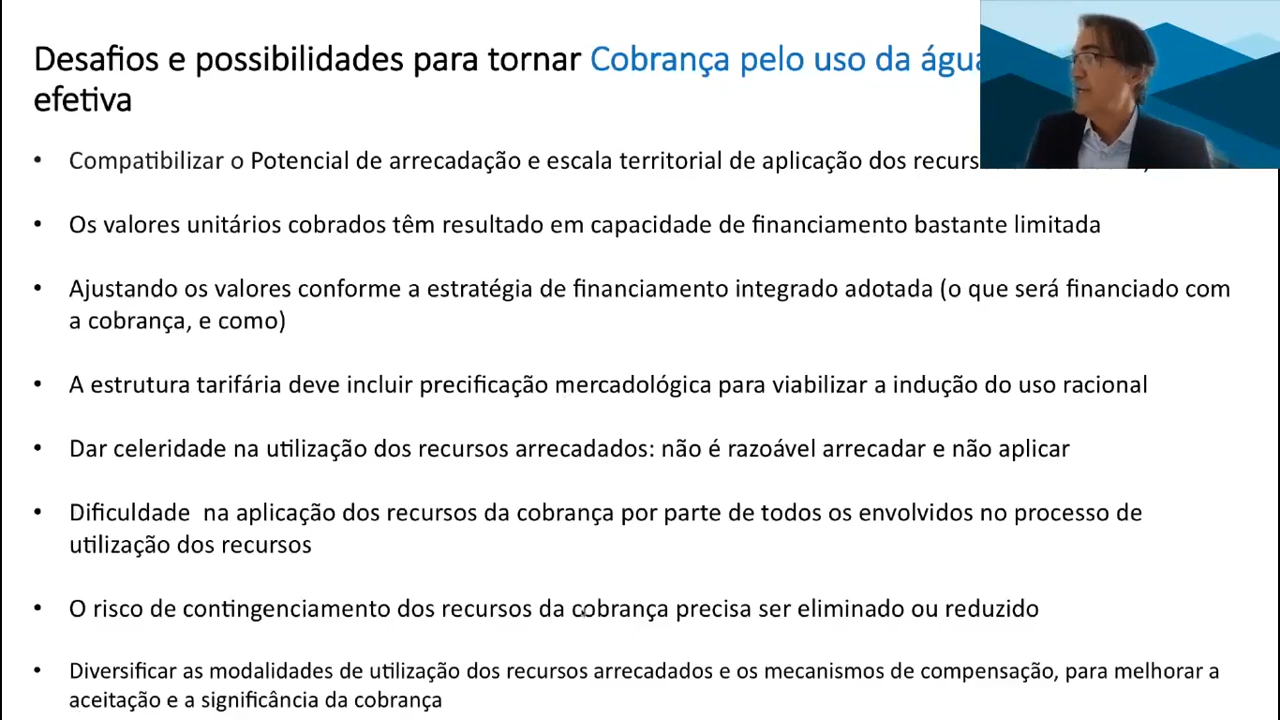 Desafios e possibilidades para tornar Cobrança pelo uso da água
efetiva
• Compatibilizar o Potencial de arrecadação e escala territorial de aplicação dos
• Os valores unitários cobrados têm resultado em capacidade de financiamento bastante limitada
• Ajustando os valores conforme a estratégia de financiamento integrado adotada (o que será financiado com
a cobrança, e como)
• A estrutura tarifária deve incluir precificação mercadológica para viabilizar a indução do uso racional
• Dar celeridade na utilização dos recursos arrecadados: não é razoável arrecadar e não aplicar
• Dificuldade  na aplicação dos recursos da cobrança por parte de todos os envolvidos no processo de
utilização dos recursos
• O risco de contingenciamento dos recursos da cobrança precisa ser eliminado ou reduzido
• Diversificar as modalidades de utilização dos recursos arrecadados e os mecanismos de compensação, para melhorar a
aceitação e a significância da cobrança